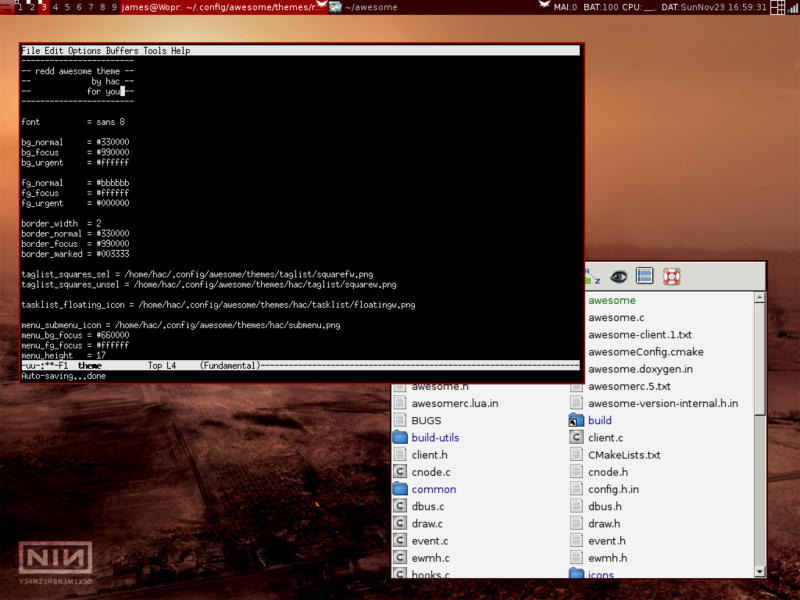 1 2 3 4 5 6 7 8 9 james@Wopr: ~/.config/awesome/themes/r... ~/awesome MAI:0 BAT:100 CPU:__, DAT:SunNov23 16:59:31
File Edit Options Buffers Tools Help
-------------------------
-- redd awesome theme --
-- by hac --
-- for you --
-------------------------
font = sans 8
bg_normal = #330000
bg_focus = #990000
bg_urgent = #ffffff
fg_normal = #bbbbbb
fg_focus = #ffffff
fg_urgent = #000000
border_width = 2
border_normal = #330000
border_focus = #990000
border_marked = #003333
taglist_squares_sel = /home/hac/.config/awesome/themes/taglist/squarefw.png
taglist_squares_unsel = /home/hac/.config/awesome/themes/hac/taglist/squarew.png
tasklist_floating_icon = /home/hac/.config/awesome/themes/hac/tasklist/floatingw.png
menu_submenu_icon = /home/hac/.config/awesome/themes/hac/submenu.png
menu_bg_focus = #660000
menu_fg_focus = #ffffff
menu_height = 17
-uu-:**-F1 theme Top L4 (Fundamental)--------------------
Auto-saving...done
awesome
awesome.c
awesome-client.1.txt
awesomeConfig.cmake
awesome.doxygen.in
awesome.h awesomerc.5.txt
awesomerc.lua.in awesome-version-internal.h.in
BUGS build
build-utils client.c
client.h CMakeLists.txt
cnode.c cnode.h
common config.h.in
dbus.c dbus.h
draw.c draw.h
event.c event.h
ewmh.c ewmh.h
hooks.c icons
NIN